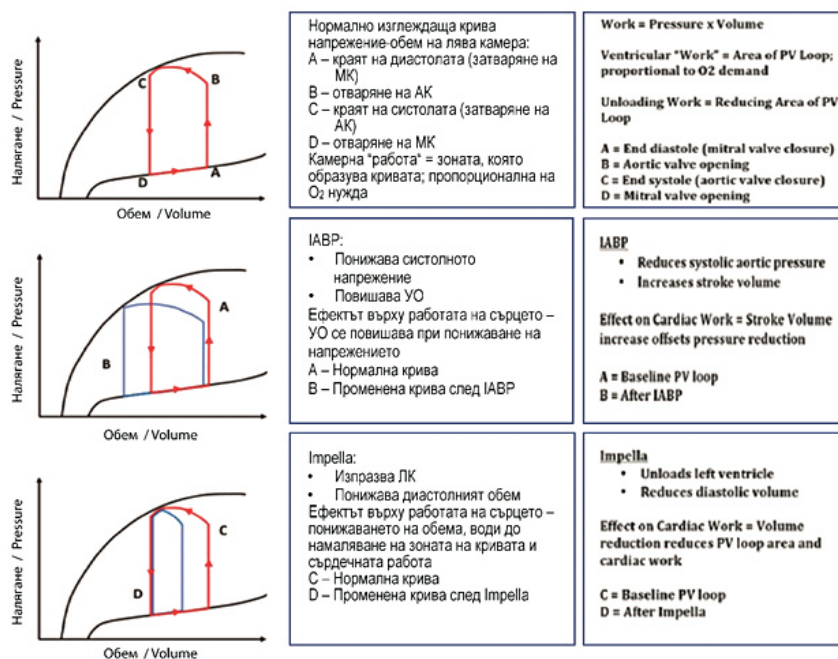 Налягане / Pressure
C
B
D
A
Обем / Volume
Нормално изглеждаща крива
напрежение-обем на лява камера:
A – краят на диастолата (затваряне на
МК)
B – отваряне на АК
C – краят на систолата (затваряне на
АК)
D – отваряне на МК
Камерна "работа" = зоната, която
образува кривата; пропорционална на
O₂ нужда
Work = Pressure x Volume
Ventricular "Work" = Area of PV Loop;
proportional to O2 demand
Unloading Work = Reducing Area of PV
Loop
A = End diastole (mitral valve closure)
B = Aortic valve opening
C = End systole (aortic valve closure)
D = Mitral valve opening
Налягане / Pressure
A
B
Обем / Volume
IABP:
• Понижава систолното
напрежение
• Повишава УО
Ефектът върху работата на сърцето –
УО се повишава при понижаване на
напрежението
A – Нормална крива
B – Променена крива след IABP
IABP
• Reduces systolic aortic pressure
• Increases stroke volume
Effect on Cardiac Work = Stroke Volume
increase offsets pressure reduction
A = Baseline PV loop
B = After IABP
Налягане / Pressure
C
D
Обем / Volume
Impella:
• Изпразва ЛК
• Понижава диастолният обем
Ефектът върху работата на сърцето –
понижаването на обема, води до
намаляване на зоната на кривата и
сърдечната работа
C – Нормална крива
D – Променена крива след Impella
Impella
• Unloads left ventricle
• Reduces diastolic volume
Effect on Cardiac Work = Volume
reduction reduces PV loop area and
cardiac work
C = Baseline PV loop
D = After Impella